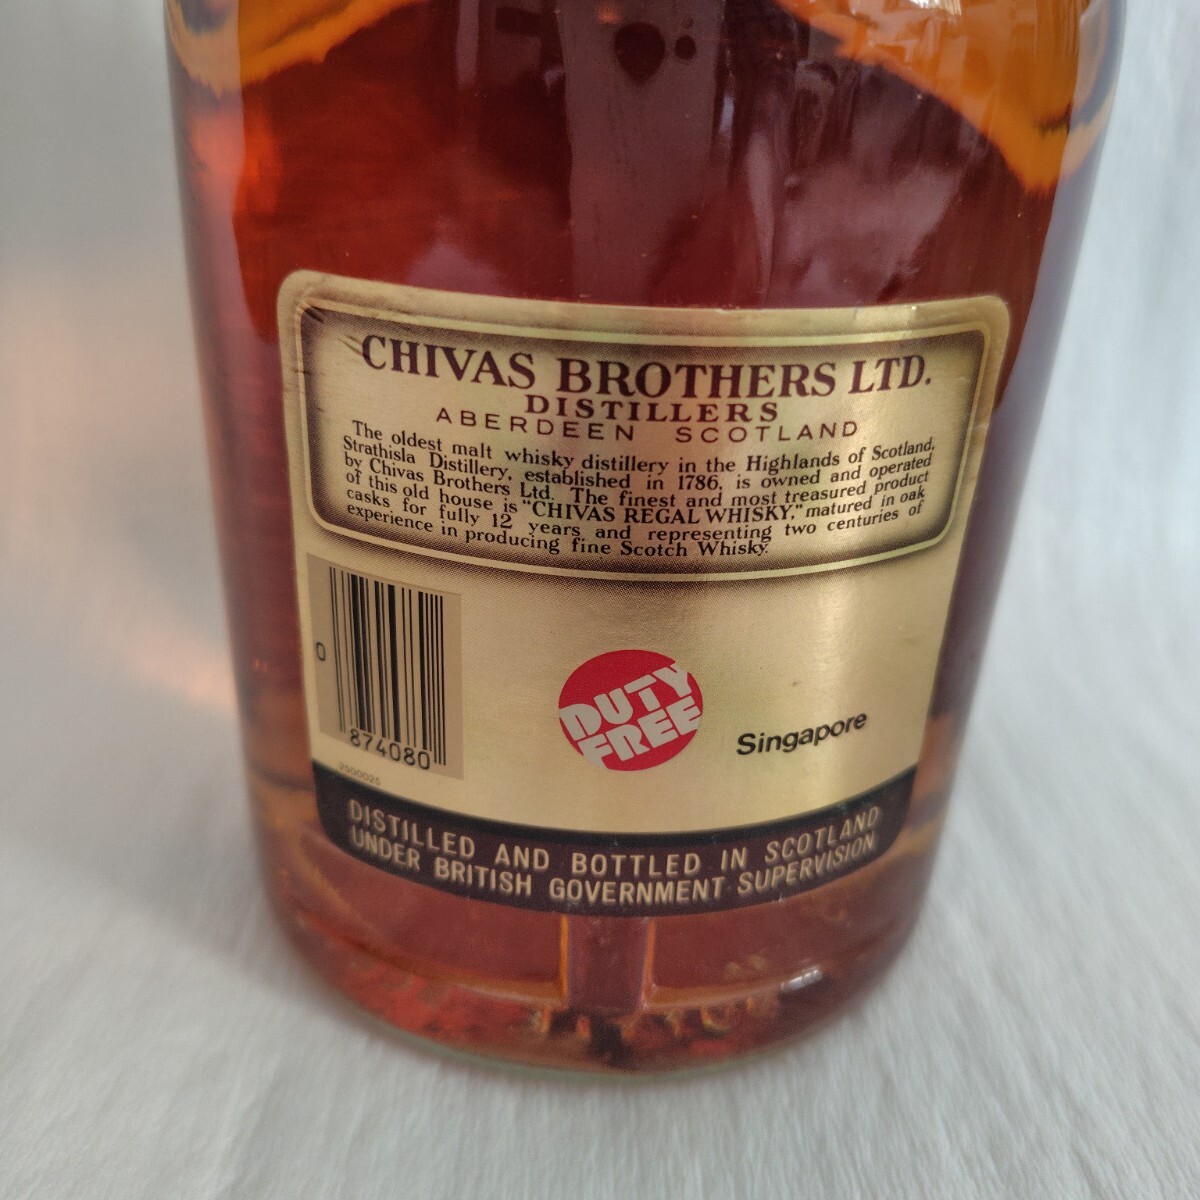 CHIVAS BROTHERS LTD.
DISTILLERS
ABERDEEN SCOTLAND
The oldest malt whisky distillery in the Highlands of Scotland,
Strathisla Distillery, established in 1786, is owned and operated
by Chivas Brothers Ltd. The finest and most treasured product
of this old house is "CHIVAS REGAL WHISKY," matured in oak
casks for fully 12 years and representing two centuries of
experience in producing fine Scotch Whisky.
0
874080
2500025
DUTY
FREE
Singapore
DISTILLED AND BOTTLED IN SCOTLAND
UNDER BRITISH GOVERNMENT SUPERVISION